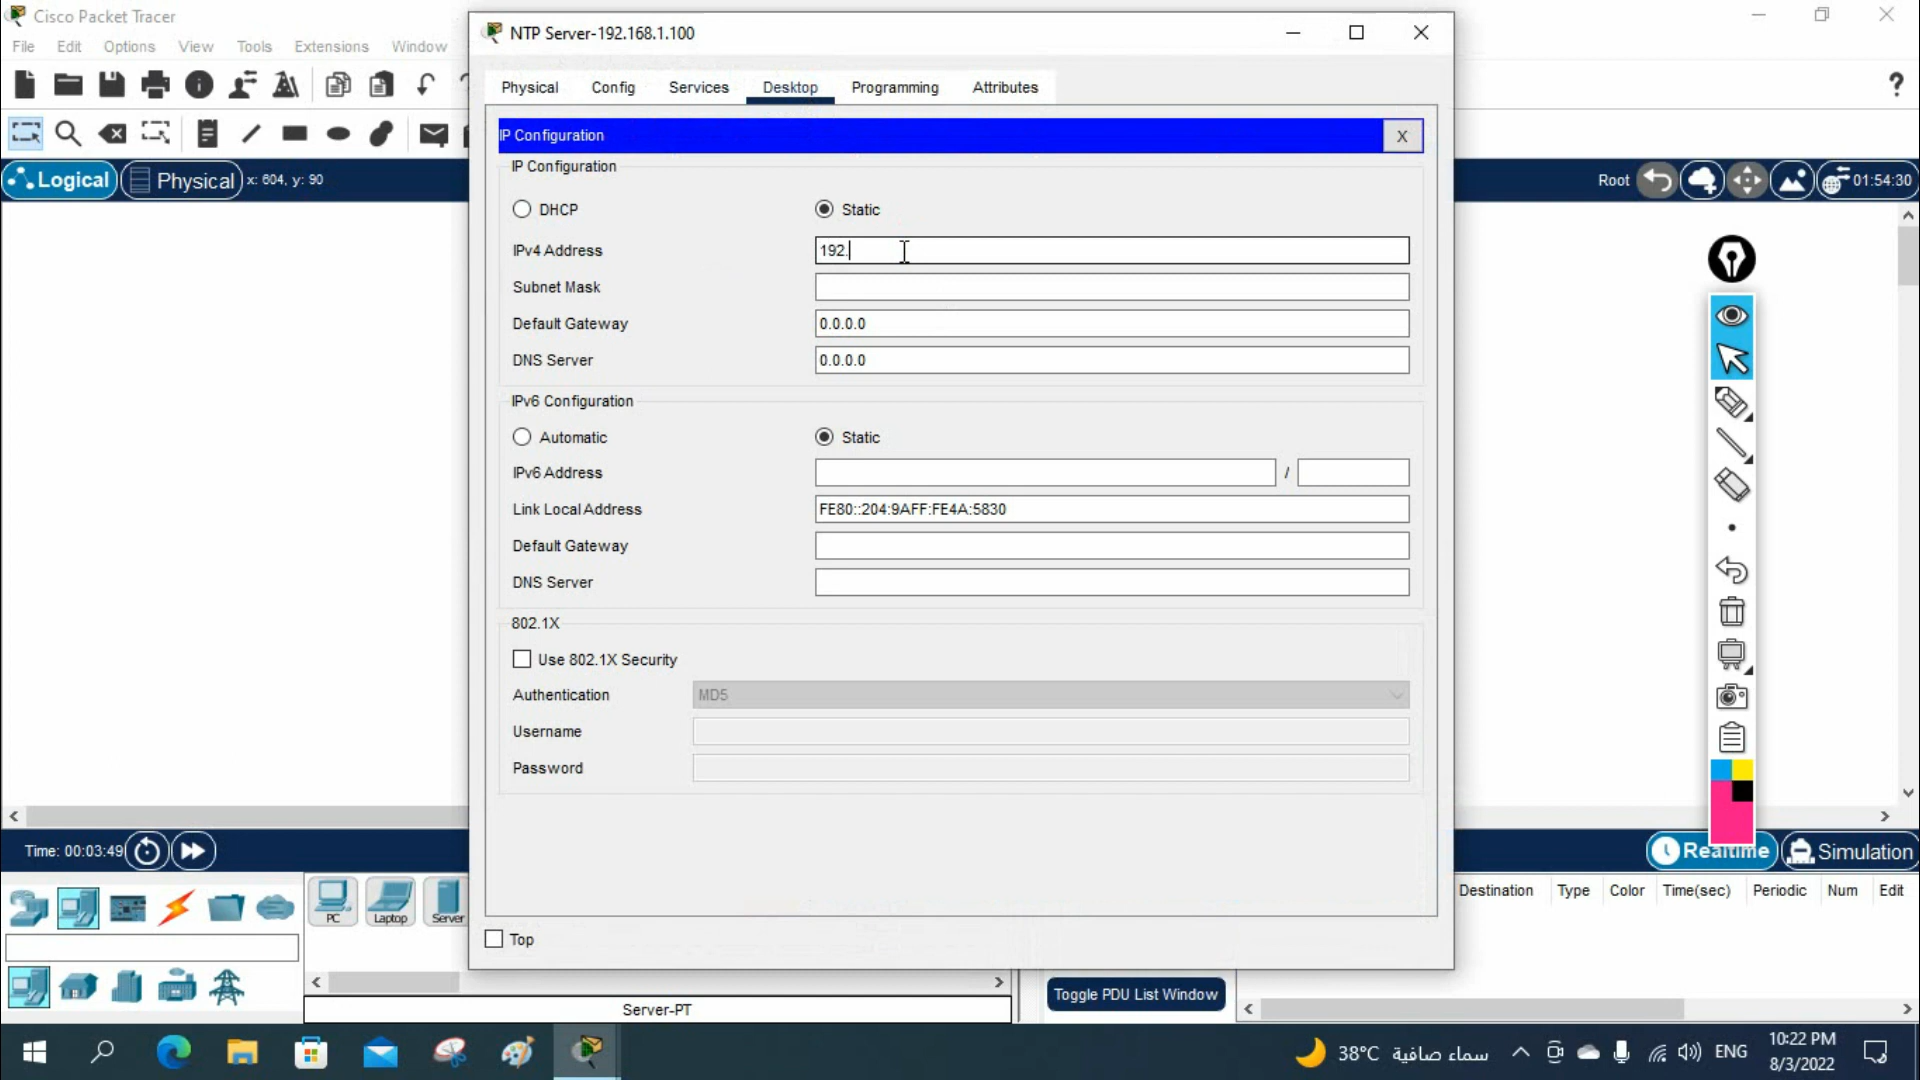 Cisco Packet Tracer
File Edit Options View Tools Extensions Window
?
Logical Physical x: 604, y: 90
Root 01:54:30
NTP Server-192.168.1.100
Physical Config Services Desktop Programming Attributes
IP Configuration X
IP Configuration
DHCP Static
IPv4 Address 192.
Subnet Mask
Default Gateway 0.0.0.0
DNS Server 0.0.0.0
IPv6 Configuration
Automatic Static
IPv6 Address /
Link Local Address FE80::204:9AFF:FE4A:5830
Default Gateway
DNS Server
802.1X
Use 802.1X Security
Authentication MD5
Username
Password
Top
Time: 00:03:49
Realtime Simulation
PC Laptop Server
Destination Type Color Time(sec) Periodic Num Edit
Toggle PDU List Window
Server-PT
38°C سماء صافية
ENG
10:22 PM
8/3/2022